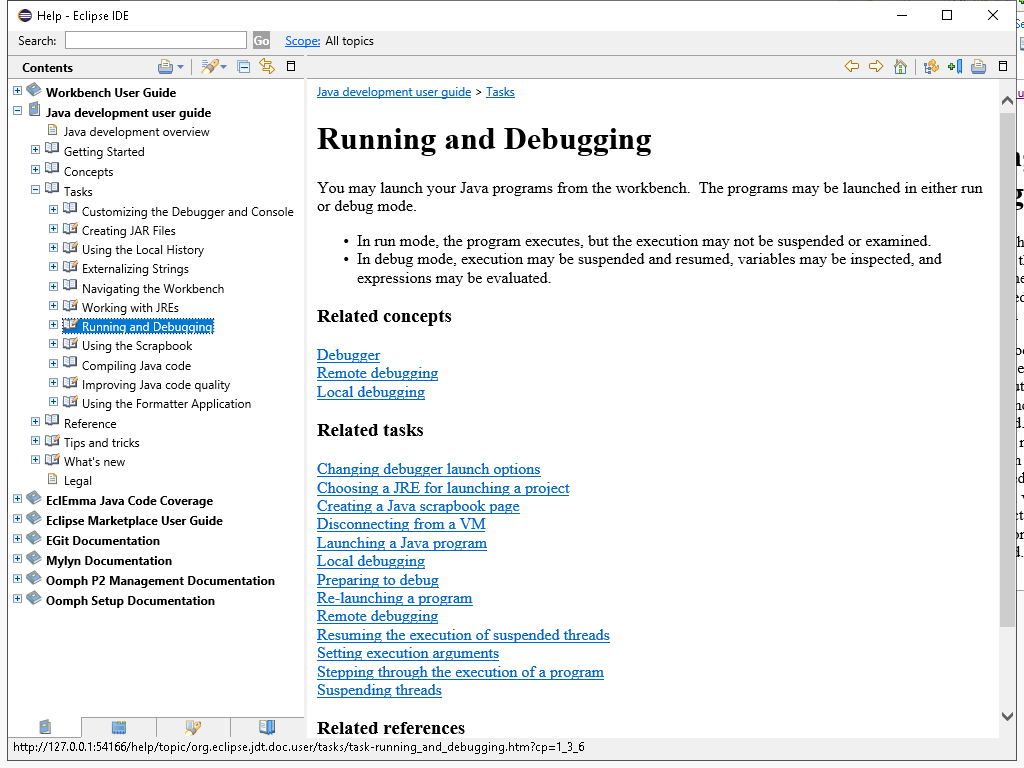 Help - Eclipse IDE
Search:
Go
Scope: All topics
Contents
Workbench User Guide
Java development user guide
Java development overview
Getting Started
Concepts
Tasks
Customizing the Debugger and Console
Creating JAR Files
Using the Local History
Externalizing Strings
Navigating the Workbench
Working with JREs
Running and Debugging
Using the Scrapbook
Compiling Java code
Improving Java code quality
Using the Formatter Application
Reference
Tips and tricks
What's new
Legal
EclEmma Java Code Coverage
Eclipse Marketplace User Guide
EGit Documentation
Mylyn Documentation
Oomph P2 Management Documentation
Oomph Setup Documentation
Java development user guide > Tasks
Running and Debugging
You may launch your Java programs from the workbench. The programs may be launched in either run
or debug mode.
• In run mode, the program executes, but the execution may not be suspended or examined.
• In debug mode, execution may be suspended and resumed, variables may be inspected, and
expressions may be evaluated.
Related concepts
Debugger
Remote debugging
Local debugging
Related tasks
Changing debugger launch options
Choosing a JRE for launching a project
Creating a Java scrapbook page
Disconnecting from a VM
Launching a Java program
Local debugging
Preparing to debug
Re-launching a program
Remote debugging
Resuming the execution of suspended threads
Setting execution arguments
Stepping through the execution of a program
Suspending threads
Related references
http://127.0.0.1:54166/help/topic/org.eclipse.jdt.doc.user/tasks/task-running_and_debugging.htm?cp=1_3_6